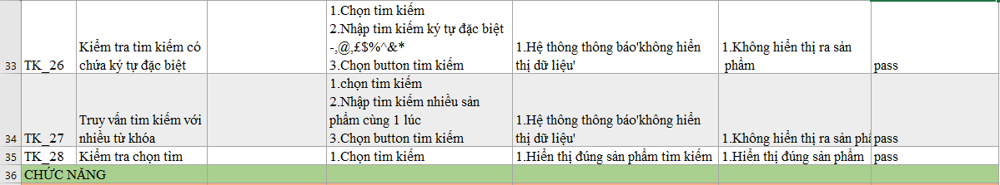 33 TK_26 Kiểm tra tìm kiếm có chứa ký tự đặc biệt 1.Chọn tìm kiếm
2.Nhập tìm kiếm ký tự đặc biệt
-,@,£$%^&*
3.Chọn button tìm kiếm 1.Hệ thông thông báo'không hiển thị dữ liệu' 1.Không hiển thị ra sản phẩm pass
34 TK_27 Truy vấn tìm kiếm với nhiều từ khóa 1.chọn tìm kiếm
2.Nhập tìm kiếm nhiều sản phẩm cùng 1 lúc
3.Chọn button tìm kiếm 1.Hệ thông thông báo'không hiển thị dữ liệu' 1.Không hiển thị ra sản pass
35 TK_28 Kiểm tra chọn tìm 1.Chọn tìm kiếm 1.Hiển thị đúng sản phẩm tìm kiếm 1.Hiển thị đúng sản phẩm pass
36 CHỨC NĂNG